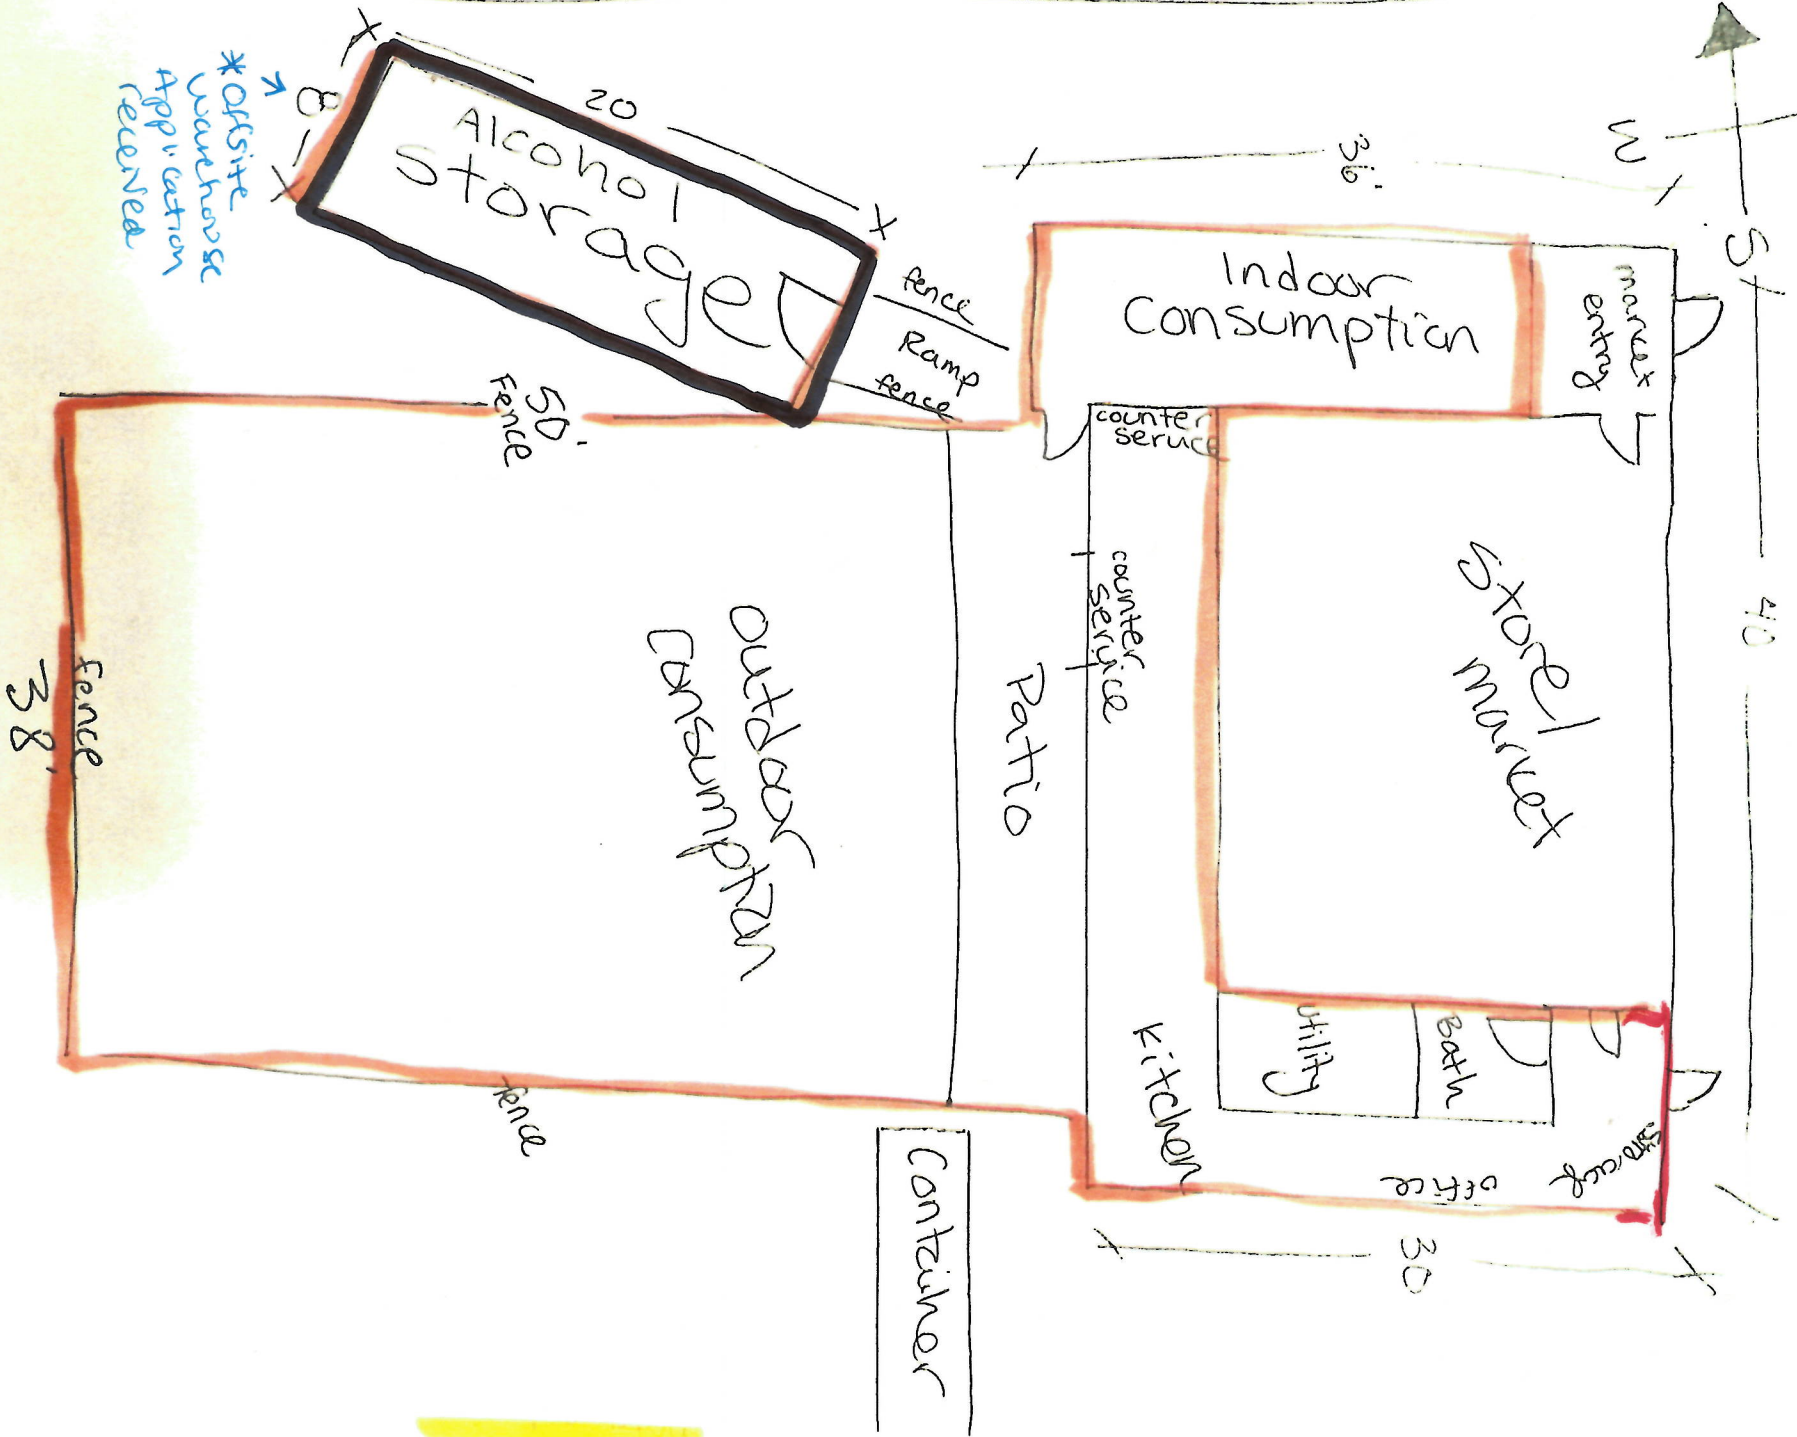 *Offsite
warehouse
Application
received
8
20
Alcohol
Storage
fence
Ramp
fence
36'
W
S
Indoor
Consumption
market
entry
counter
service
counter
service
50'
Fence
Fence
38'
outdoor
Consumption
Patio
Store/
market
40
Kitchen
Utility
Bath
office
Storage
30
fence
Container